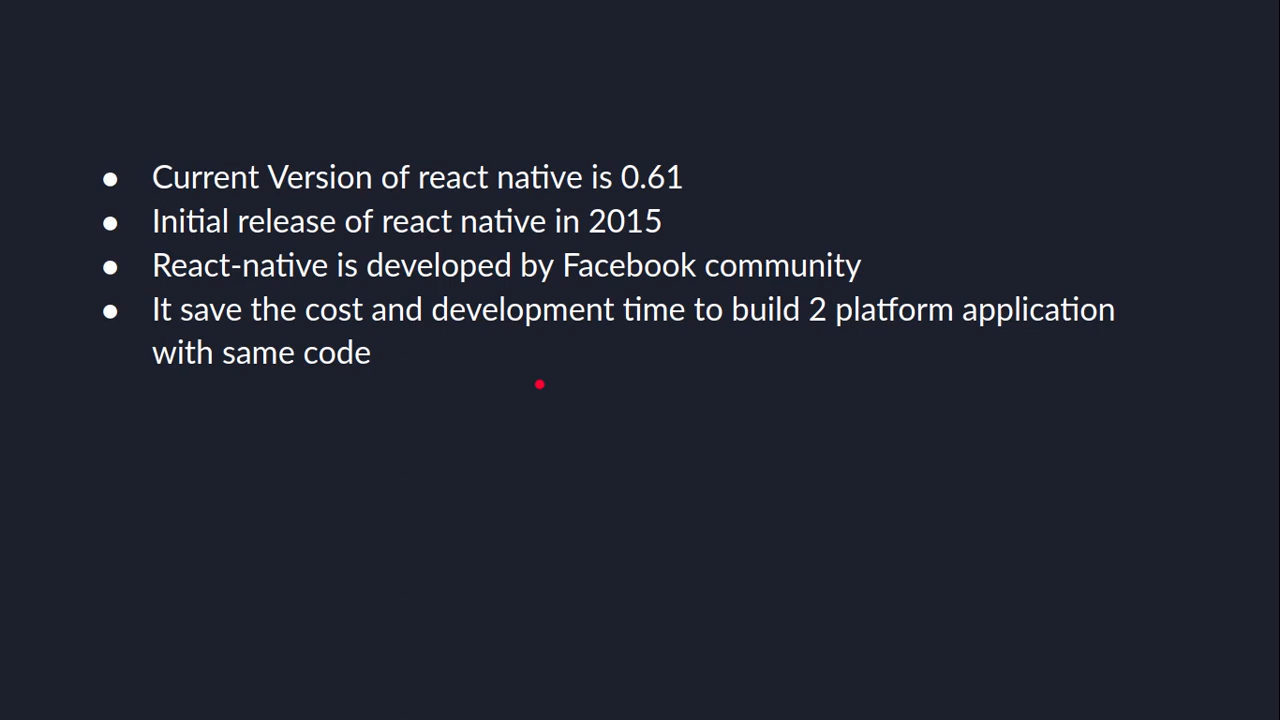 ● Current Version of react native is 0.61
● Initial release of react native in 2015
● React-native is developed by Facebook community
● It save the cost and development time to build 2 platform application
with same code